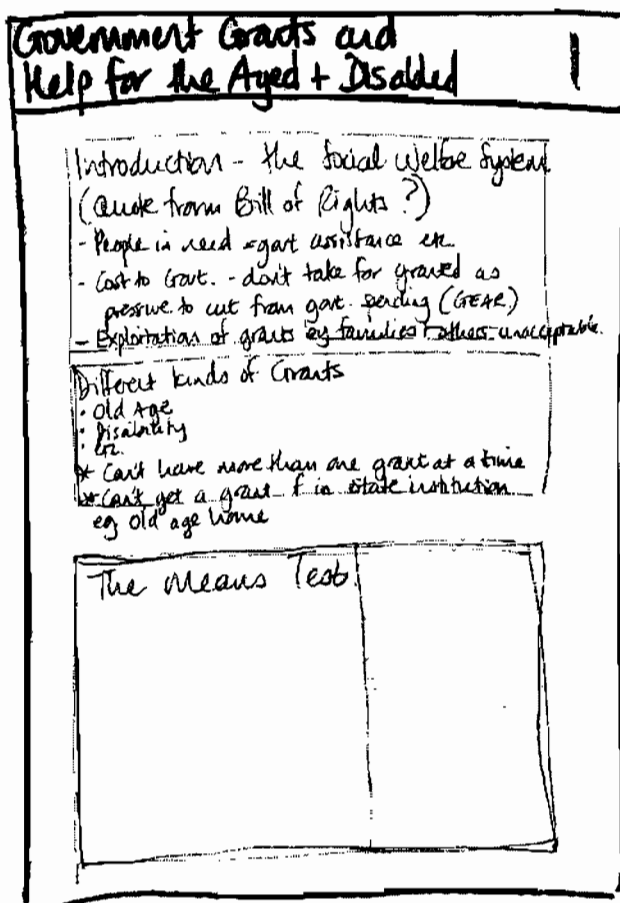 Government Grants and
Help for the Aged + Disabled
1
Introduction - the Social Welfare System
(Quote from Bill of Rights?)
- People in need = govt assistance etc
- Cost to Govt. - don't take for granted as
pressure to cut from govt. spending (GEAR)
- Exploitation of grants by families + others - unacceptable.
Different kinds of Grants
· Old Age
· Disability
· etc.
* Can't have more than one grant at a time
* Can't get a grant if in state institution
eg old age home
The Means Test